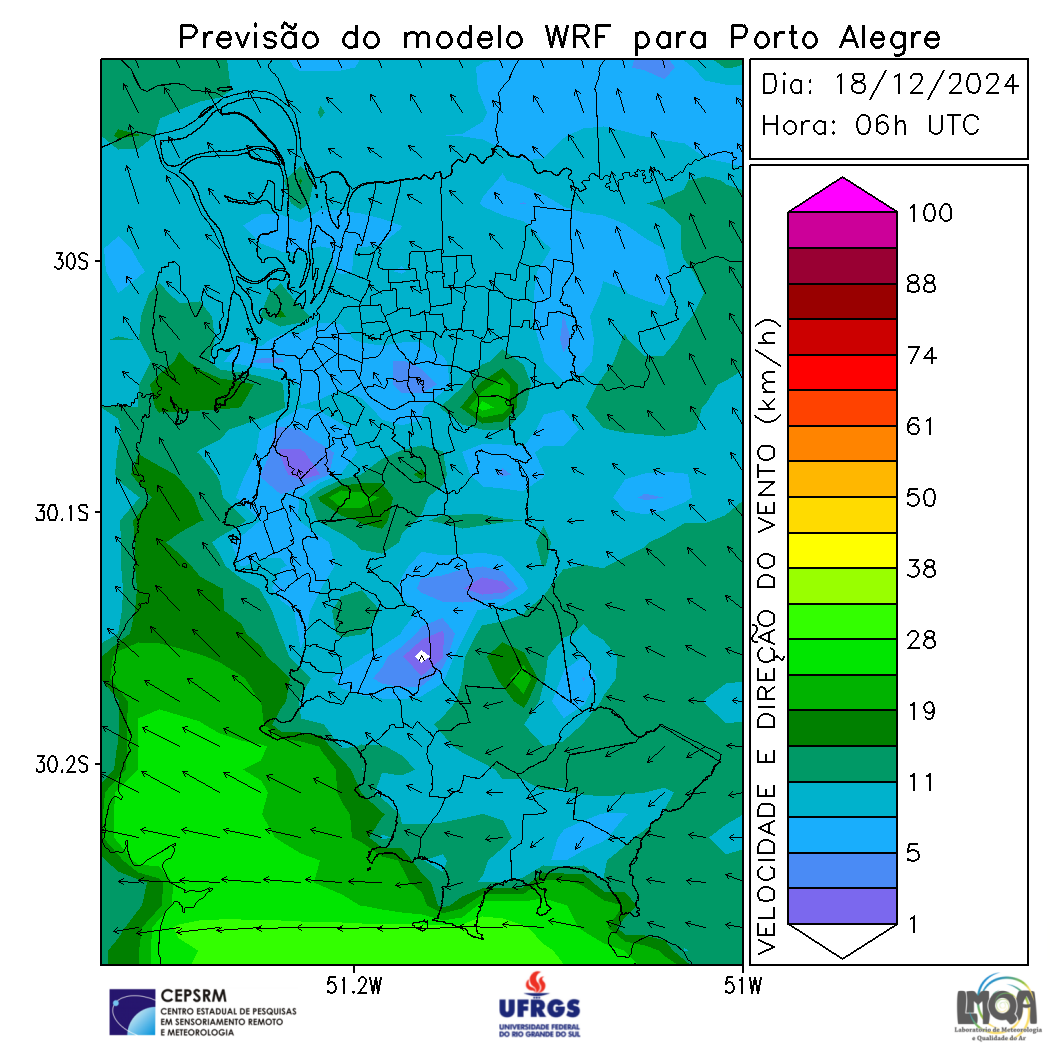 Previsão do modelo WRF para Porto Alegre
Dia: 18/12/2024
Hora: 06h UTC
30S
30.1S
30.2S
51.2W
51W
VELOCIDADE E DIREÇÃO DO VENTO (km/h)
100
88
74
61
50
38
28
19
11
5
1
CEPSRM
CENTRO ESTADUAL DE PESQUISAS
EM SENSORIAMENTO REMOTO
E METEOROLOGIA
UFRGS
UNIVERSIDADE FEDERAL
DO RIO GRANDE DO SUL
LMQA
Laboratório de Meteorologia
e Qualidade do Ar